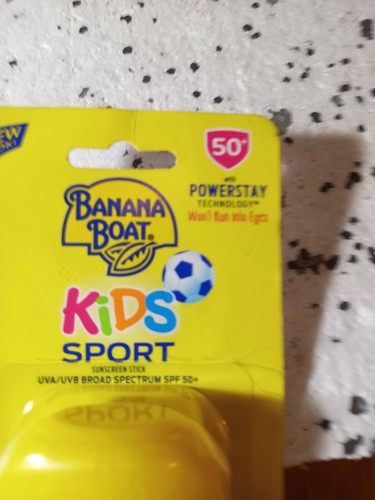 NEW
50+
with
POWERSTAY
TECHNOLOGY™
Won't Run into Eyes
BANANA
BOAT®
KiDS
SPORT
SUNSCREEN STICK
UVA/UVB BROAD SPECTRUM SPF 50+